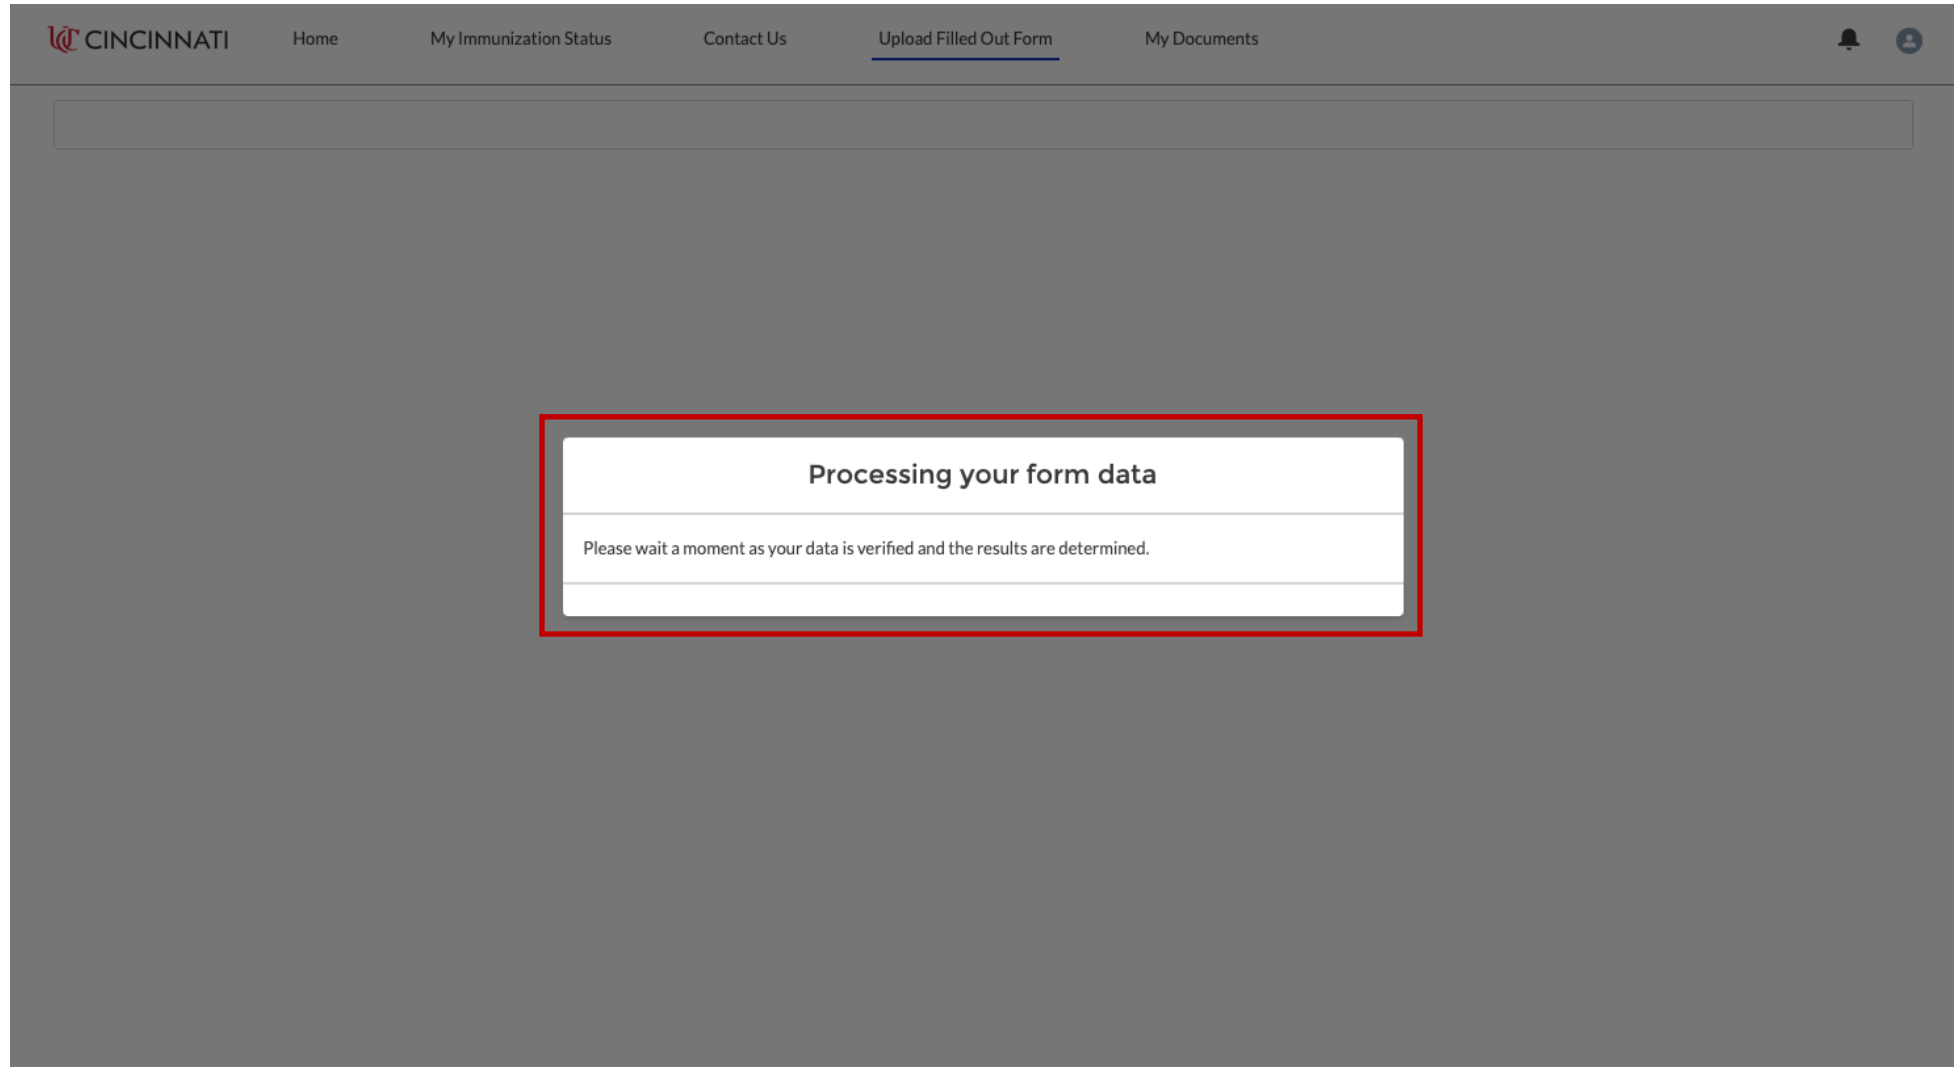 UC CINCINNATI Home My Immunization Status Contact Us Upload Filled Out Form My Documents
Processing your form data
Please wait a moment as your data is verified and the results are determined.